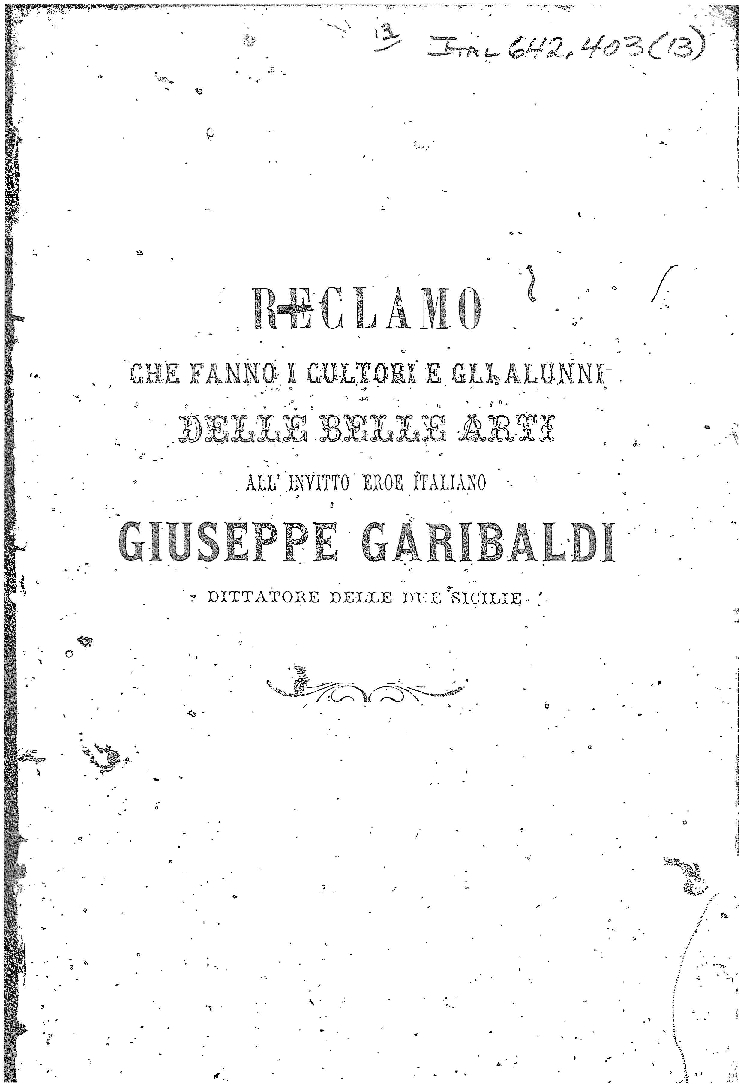 13
Ital 642.403(13)
RECLAMO
CHE FANNO I CULTORI E GLI ALUNNI
DELLE BELLE ARTI
ALL' INVITTO EROE ITALIANO
GIUSEPPE GARIBALDI
DITTATORE DELLE DUE SICILIE